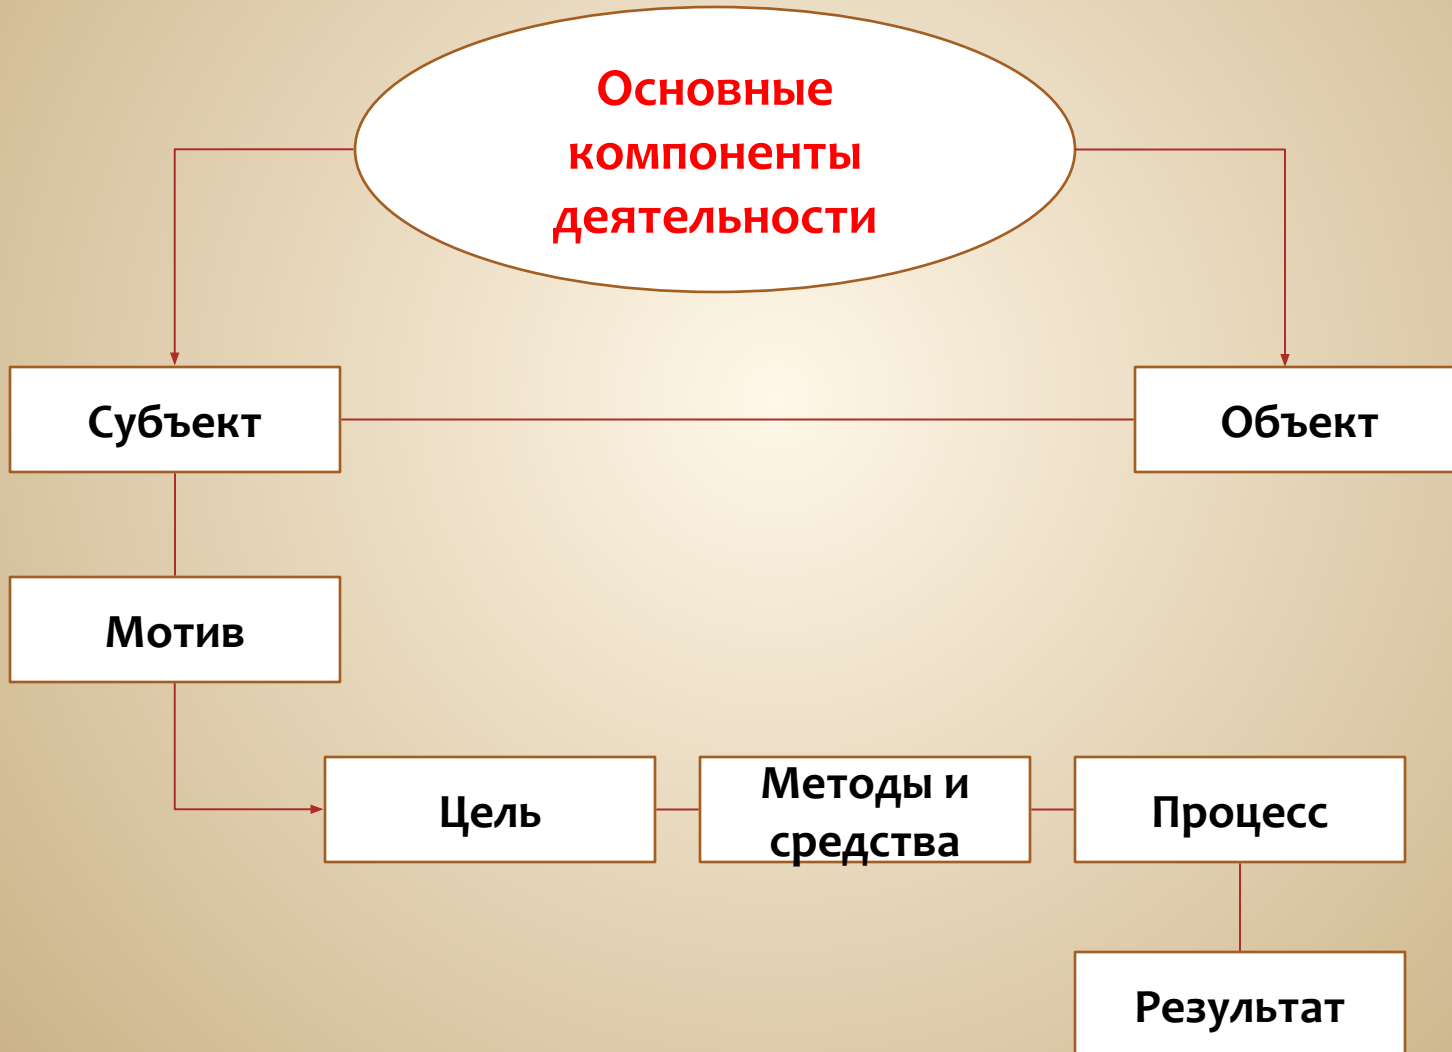 Основные
компоненты
деятельности
Субъект
Объект
Мотив
Цель
Методы и
средства
Процесс
Результат